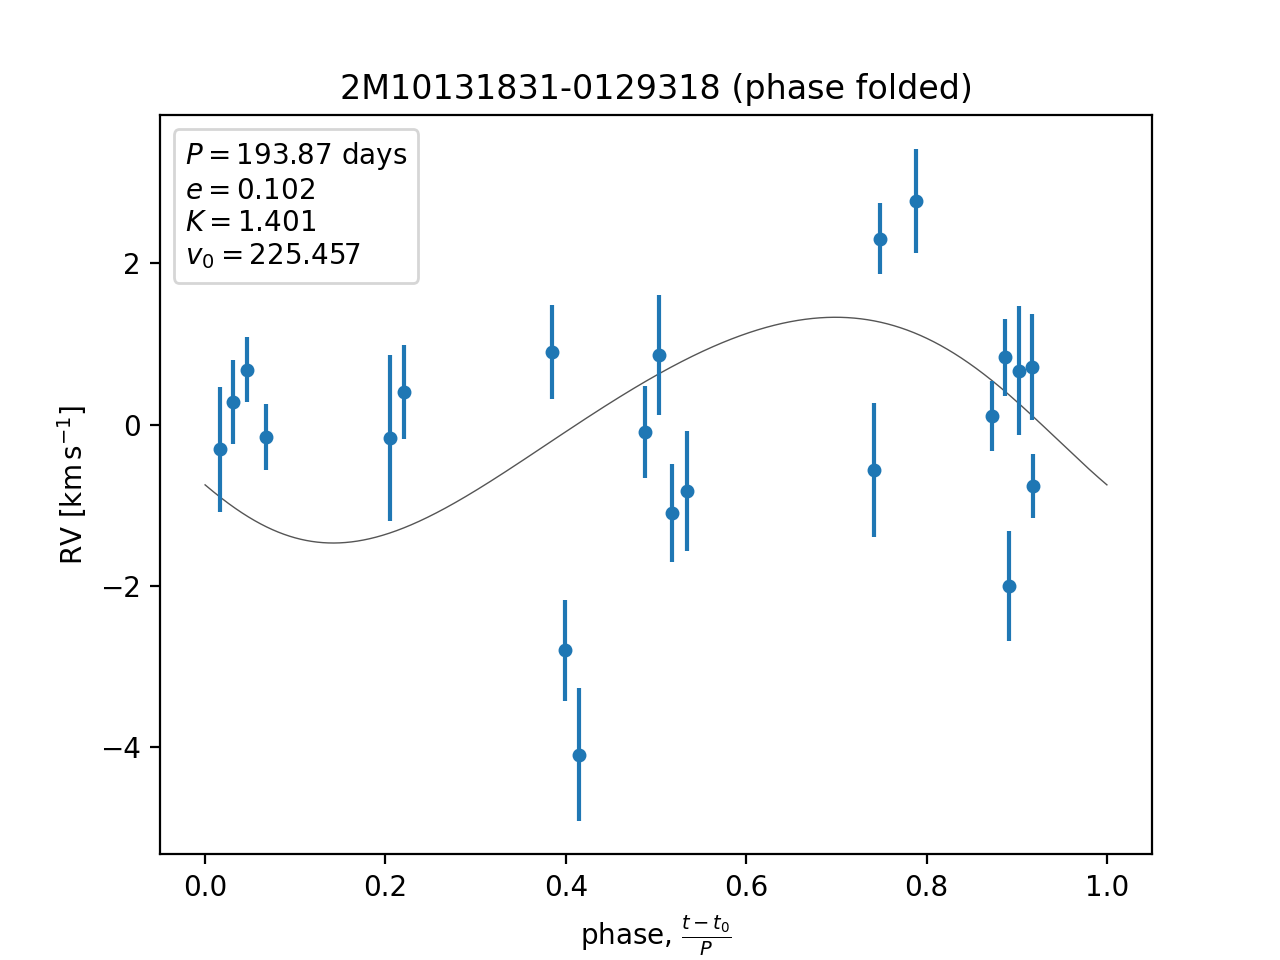 2M10131831-0129318 (phase folded)
P = 193.87 days
e = 0.102
K = 1.401
v₀ = 225.457
2
0
−2
−4
RV [km s⁻¹]
0.0 0.2 0.4 0.6 0.8 1.0
phase, (t − t₀)/P